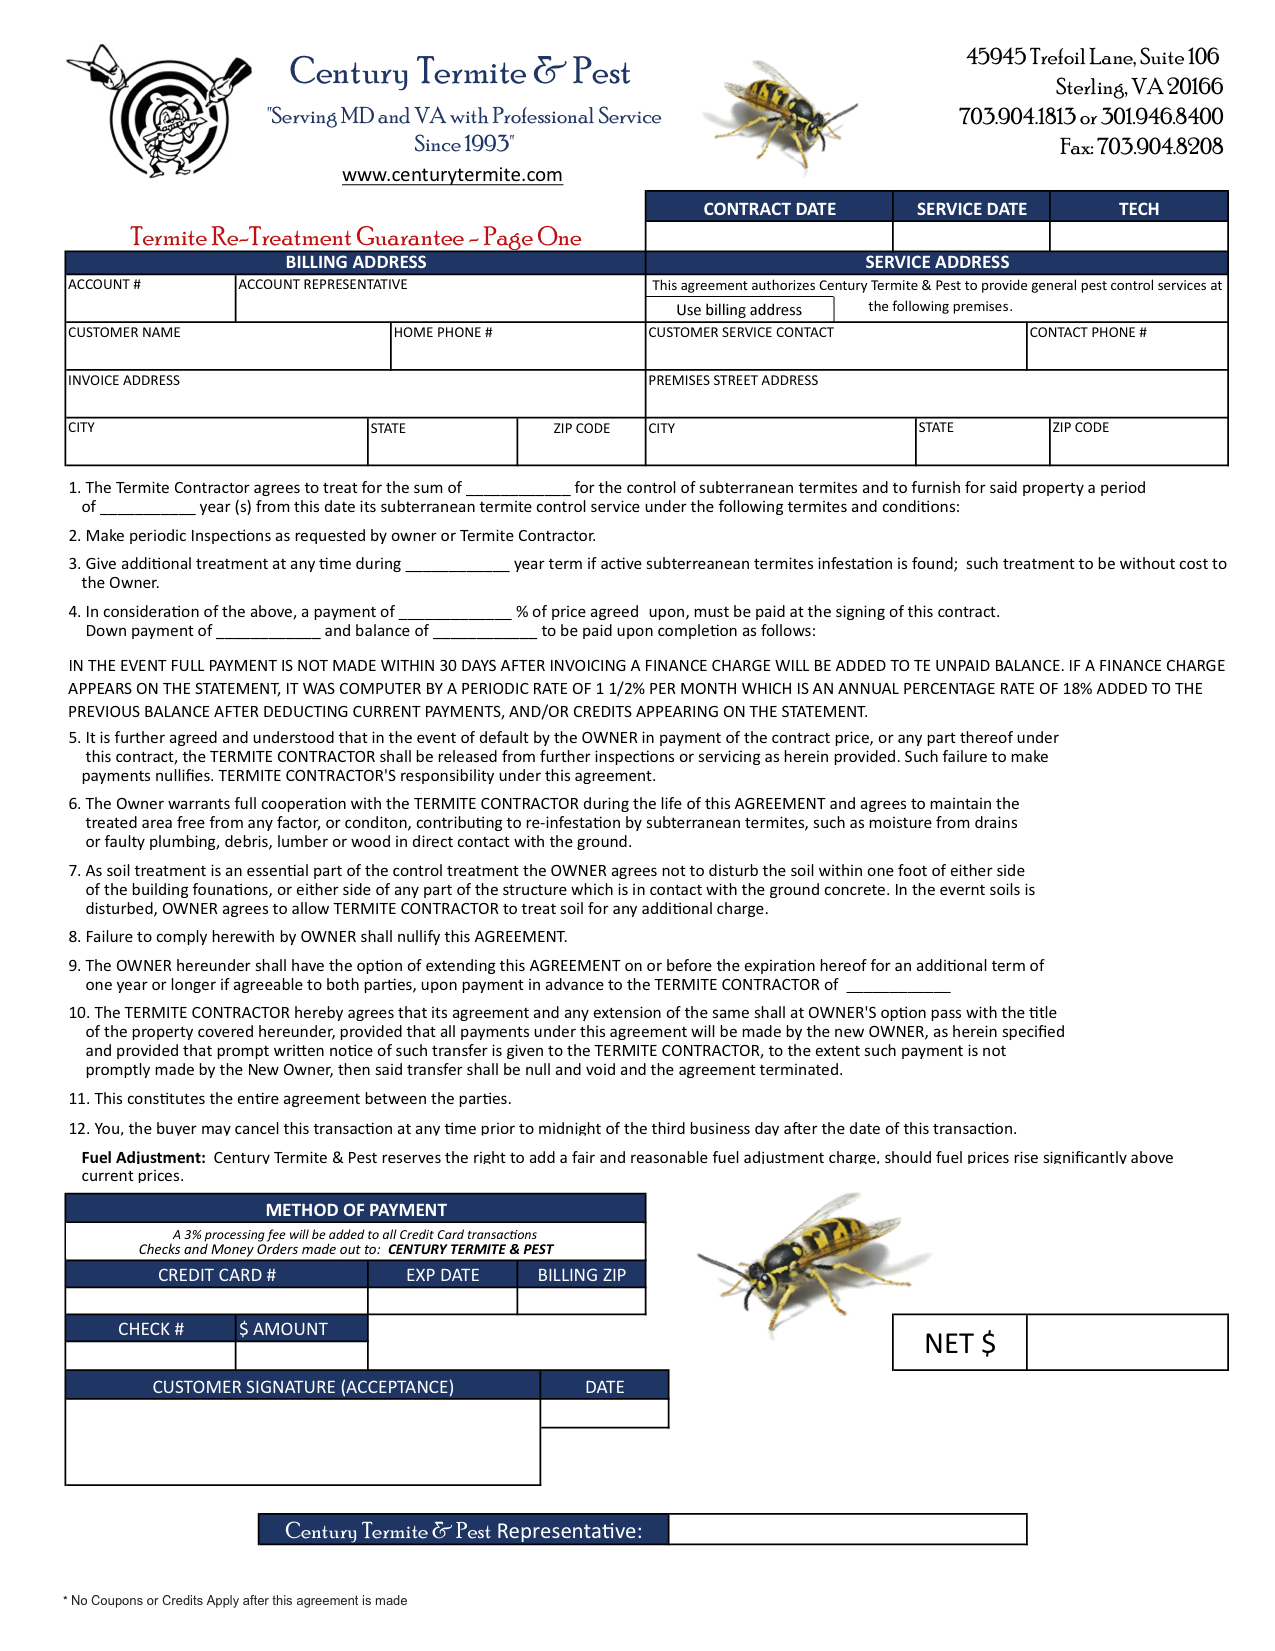 Century Termite & Pest
"Serving MD and VA with Professional Service
Since 1993"
www.centurytermite.com
45945 Trefoil Lane, Suite 106
Sterling, VA 20166
703.904.1813 or 301.946.8400
Fax: 703.904.8208
CONTRACT DATE SERVICE DATE TECH
Termite Re-Treatment Guarantee - Page One
BILLING ADDRESS SERVICE ADDRESS
ACCOUNT # ACCOUNT REPRESENTATIVE
This agreement authorizes Century Termite & Pest to provide general pest control services at
Use billing address the following premises.
CUSTOMER NAME HOME PHONE # CUSTOMER SERVICE CONTACT CONTACT PHONE #
INVOICE ADDRESS PREMISES STREET ADDRESS
CITY STATE ZIP CODE CITY STATE ZIP CODE
1. The Termite Contractor agrees to treat for the sum of ____________ for the control of subterranean termites and to furnish for said property a period
of ___________ year (s) from this date its subterranean termite control service under the following termites and conditions:
2. Make periodic Inspections as requested by owner or Termite Contractor.
3. Give additional treatment at any time during ____________ year term if active subterreanean termites infestation is found; such treatment to be without cost to
the Owner.
4. In consideration of the above, a payment of _____________ % of price agreed upon, must be paid at the signing of this contract.
Down payment of ____________ and balance of ____________ to be paid upon completion as follows:
IN THE EVENT FULL PAYMENT IS NOT MADE WITHIN 30 DAYS AFTER INVOICING A FINANCE CHARGE WILL BE ADDED TO TE UNPAID BALANCE. IF A FINANCE CHARGE
APPEARS ON THE STATEMENT, IT WAS COMPUTER BY A PERIODIC RATE OF 1 1/2% PER MONTH WHICH IS AN ANNUAL PERCENTAGE RATE OF 18% ADDED TO THE
PREVIOUS BALANCE AFTER DEDUCTING CURRENT PAYMENTS, AND/OR CREDITS APPEARING ON THE STATEMENT.
5. It is further agreed and understood that in the event of default by the OWNER in payment of the contract price, or any part thereof under
this contract, the TERMITE CONTRACTOR shall be released from further inspections or servicing as herein provided. Such failure to make
payments nullifies. TERMITE CONTRACTOR'S responsibility under this agreement.
6. The Owner warrants full cooperation with the TERMITE CONTRACTOR during the life of this AGREEMENT and agrees to maintain the
treated area free from any factor, or conditon, contributing to re-infestation by subterranean termites, such as moisture from drains
or faulty plumbing, debris, lumber or wood in direct contact with the ground.
7. As soil treatment is an essential part of the control treatment the OWNER agrees not to disturb the soil within one foot of either side
of the building founations, or either side of any part of the structure which is in contact with the ground concrete. In the evernt soils is
disturbed, OWNER agrees to allow TERMITE CONTRACTOR to treat soil for any additional charge.
8. Failure to comply herewith by OWNER shall nullify this AGREEMENT.
9. The OWNER hereunder shall have the option of extending this AGREEMENT on or before the expiration hereof for an additional term of
one year or longer if agreeable to both parties, upon payment in advance to the TERMITE CONTRACTOR of ____________
10. The TERMITE CONTRACTOR hereby agrees that its agreement and any extension of the same shall at OWNER'S option pass with the title
of the property covered hereunder, provided that all payments under this agreement will be made by the new OWNER, as herein specified
and provided that prompt written notice of such transfer is given to the TERMITE CONTRACTOR, to the extent such payment is not
promptly made by the New Owner, then said transfer shall be null and void and the agreement terminated.
11. This constitutes the entire agreement between the parties.
12. You, the buyer may cancel this transaction at any time prior to midnight of the third business day after the date of this transaction.
Fuel Adjustment: Century Termite & Pest reserves the right to add a fair and reasonable fuel adjustment charge, should fuel prices rise significantly above
current prices.
METHOD OF PAYMENT
A 3% processing fee will be added to all Credit Card transactions
Checks and Money Orders made out to: CENTURY TERMITE & PEST
CREDIT CARD # EXP DATE BILLING ZIP
CHECK # $ AMOUNT
NET $
CUSTOMER SIGNATURE (ACCEPTANCE) DATE
Century Termite & Pest Representative:
* No Coupons or Credits Apply after this agreement is made